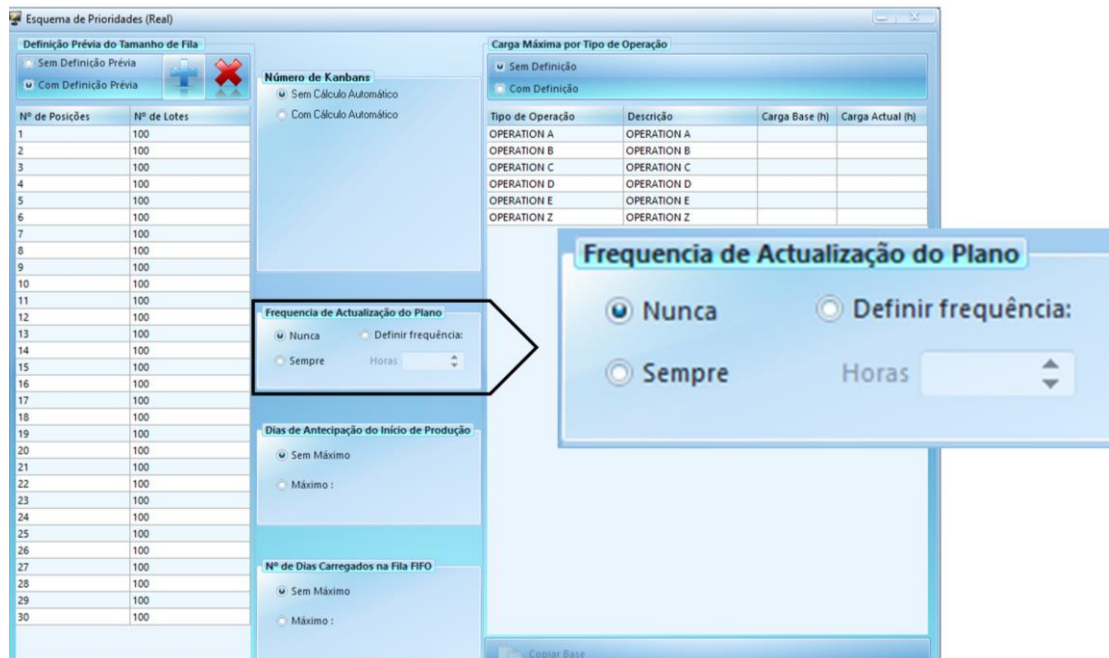 Esquema de Prioridades (Real)
Definição Prévia do Tamanho de Fila
Sem Definição Prévia
Com Definição Prévia
Nº de Posições Nº de Lotes
1 100
2 100
3 100
4 100
5 100
6 100
7 100
8 100
9 100
10 100
11 100
12 100
13 100
14 100
15 100
16 100
17 100
18 100
19 100
20 100
21 100
22 100
23 100
24 100
25 100
26 100
27 100
28 100
29 100
30 100
Número de Kanbans
Sem Cálculo Automático
Com Cálculo Automático
Frequencia de Actualização do Plano
Nunca Definir frequência:
Sempre Horas
Dias de Antecipação do Início de Produção
Sem Máximo
Máximo :
Nº de Dias Carregados na Fila FIFO
Sem Máximo
Máximo :
Carga Máxima por Tipo de Operação
Sem Definição
Com Definição
Tipo de Operação Descrição Carga Base (h) Carga Actual (h)
OPERATION A OPERATION A
OPERATION B OPERATION B
OPERATION C OPERATION C
OPERATION D OPERATION D
OPERATION E OPERATION E
OPERATION Z OPERATION Z
Frequencia de Actualização do Plano
Nunca Definir frequência:
Sempre Horas
Copiar Base